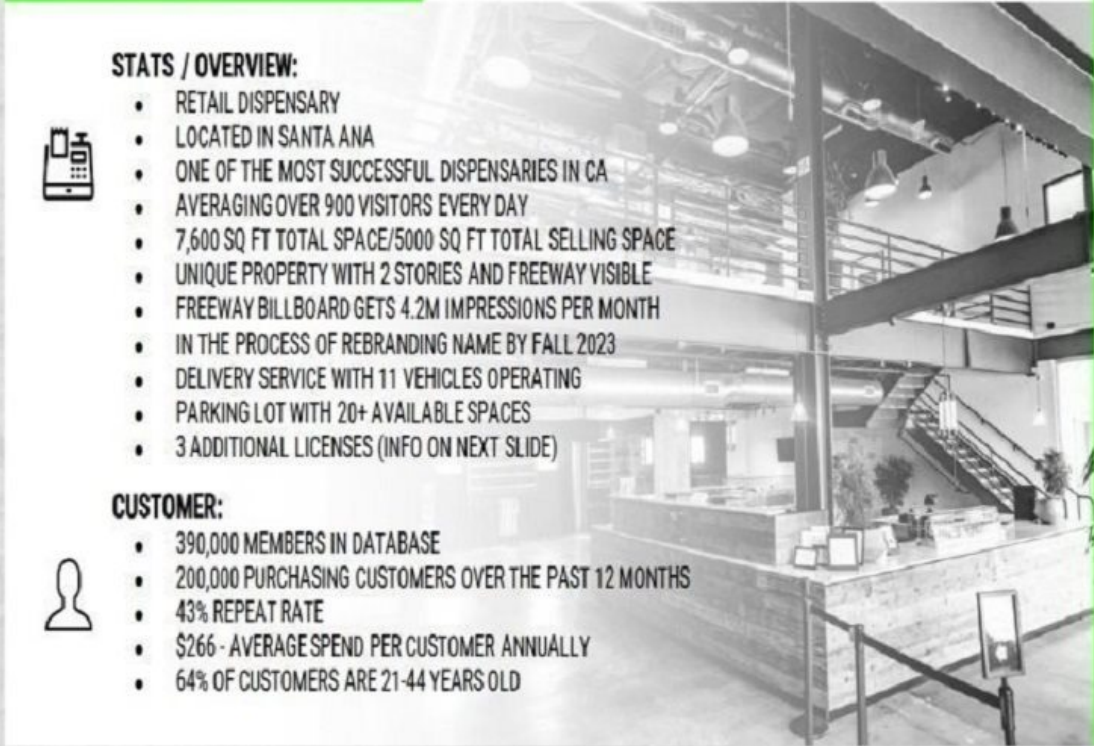 STATS / OVERVIEW:
• RETAIL DISPENSARY
• LOCATED IN SANTA ANA
• ONE OF THE MOST SUCCESSFUL DISPENSARIES IN CA
• AVERAGING OVER 900 VISITORS EVERY DAY
• 7,600 SQ FT TOTAL SPACE/5000 SQ FT TOTAL SELLING SPACE
• UNIQUE PROPERTY WITH 2 STORIES AND FREEWAY VISIBLE
• FREEWAY BILLBOARD GETS 4.2M IMPRESSIONS PER MONTH
• IN THE PROCESS OF REBRANDING NAME BY FALL 2023
• DELIVERY SERVICE WITH 11 VEHICLES OPERATING
• PARKING LOT WITH 20+ AVAILABLE SPACES
• 3 ADDITIONAL LICENSES (INFO ON NEXT SLIDE)
CUSTOMER:
• 390,000 MEMBERS IN DATABASE
• 200,000 PURCHASING CUSTOMERS OVER THE PAST 12 MONTHS
• 43% REPEAT RATE
• $266 - AVERAGE SPEND PER CUSTOMER ANNUALLY
• 64% OF CUSTOMERS ARE 21-44 YEARS OLD